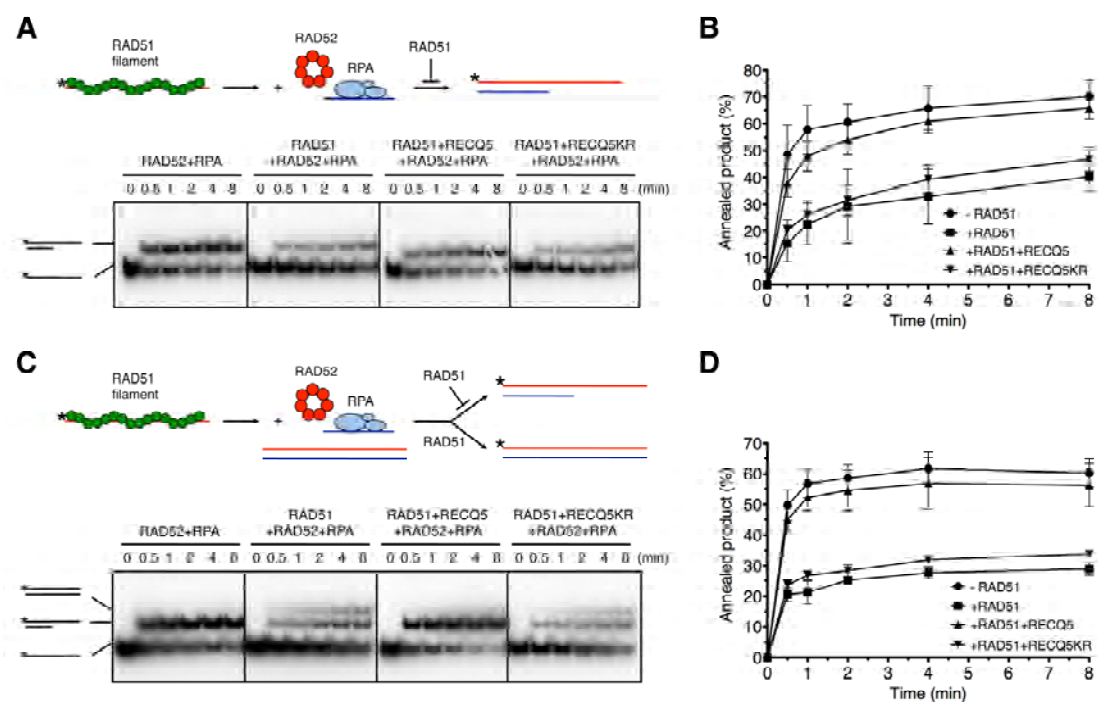 A
RAD51
filament
RAD52
RPA
RAD51
*
+
*
RAD52+RPA
RAD51
+RAD52+RPA
RAD51+RECQ5
+RAD52+RPA
RAD51+RECQ5KR
+RAD52+RPA
0 0.5 1 2 4 8 0 0.5 1 2 4 8 0 0.5 1 2 4 8 0 0.5 1 2 4 8 (min)
B
Annealed product (%)
80
70
60
50
40
30
20
10
0
- RAD51
+RAD51
+RAD51+RECQ5
+RAD51+RECQ5KR
0 1 2 3 4 5 6 7 8
Time (min)
C
RAD51
filament
RAD52
RPA
RAD51
*
+
RAD51
*
*
RAD52+RPA
RAD51
+RAD52+RPA
RAD51+RECQ5
+RAD52+RPA
RAD51+RECQ5KR
+RAD52+RPA
0 0.5 1 2 4 8 0 0.5 1 2 4 8 0 0.5 1 2 4 8 0 0.5 1 2 4 8 (min)
D
Annealed product (%)
70
60
50
40
30
20
10
0
- RAD51
+RAD51
+RAD51+RECQ5
+RAD51+RECQ5KR
0 1 2 3 4 5 6 7 8
Time (min)